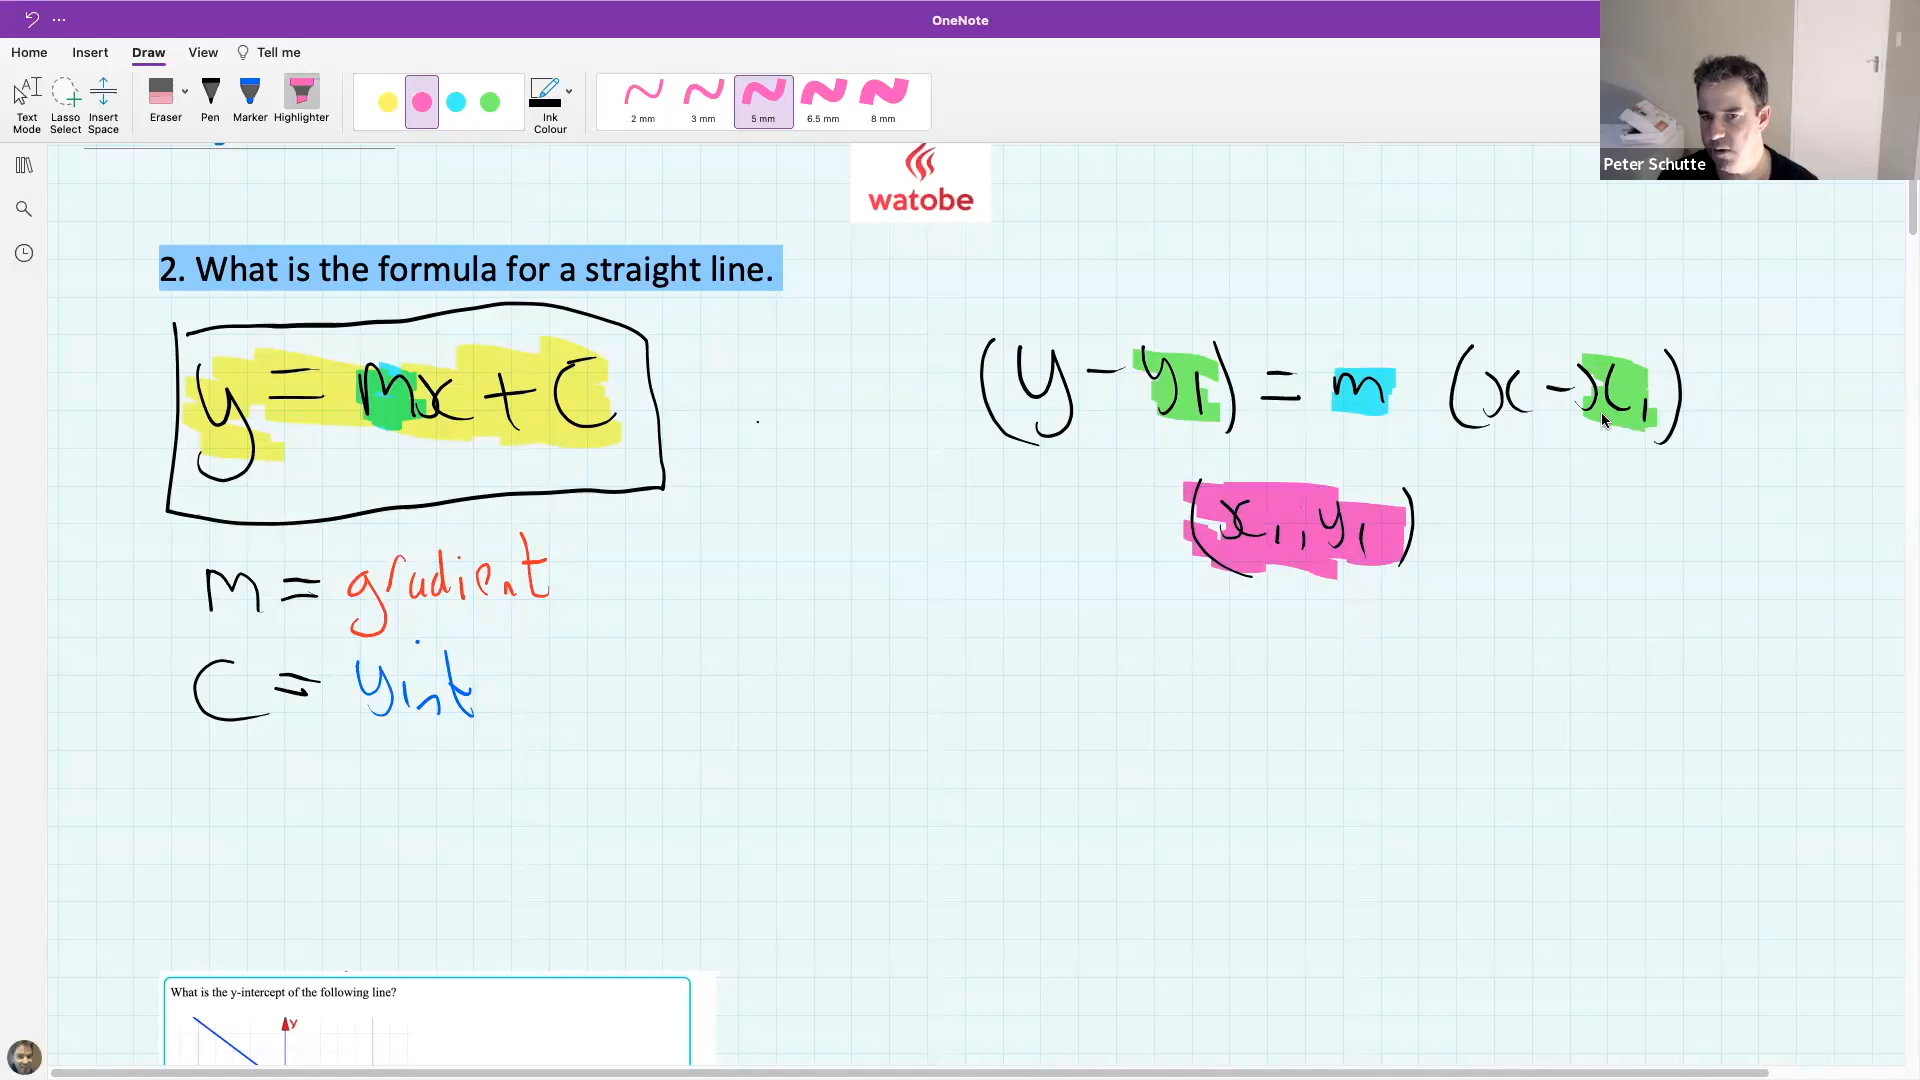 OneNote
Home Insert Draw View Tell me
Text Mode
Lasso Select
Insert Space
Eraser
Pen
Marker
Highlighter
Ink Colour
2 mm
3 mm
5 mm
6.5 mm
8 mm
Peter Schutte
watobe
2. What is the formula for a straight line.
y = mx + c
(y - y₁) = m (x - x₁)
(x₁, y₁)
m = gradient
C = yint
What is the y-intercept of the following line?
y